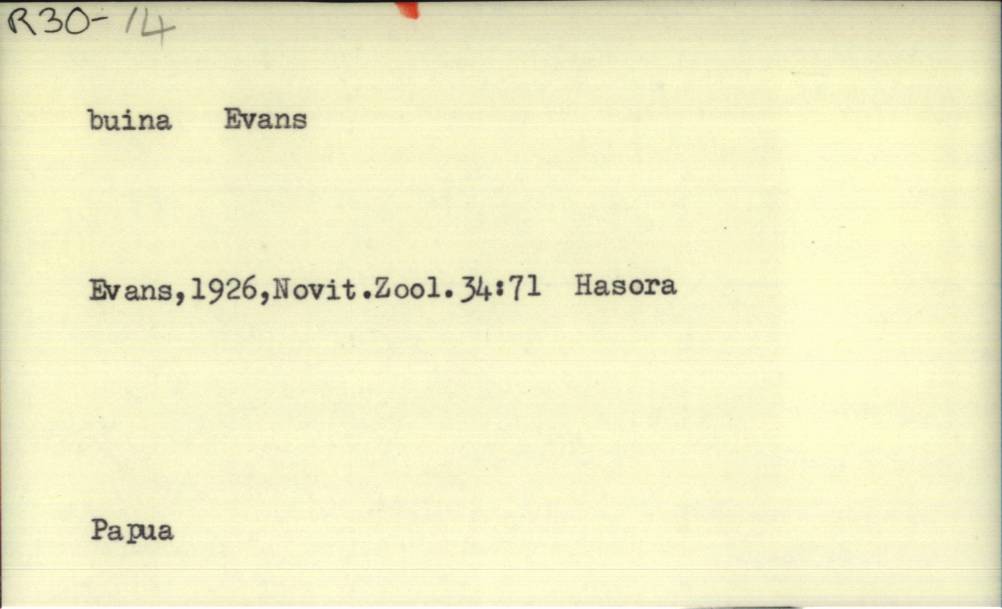 R30-14
buina Evans
Evans,1926,Novit.Zool.34:71 Hasora
Papua